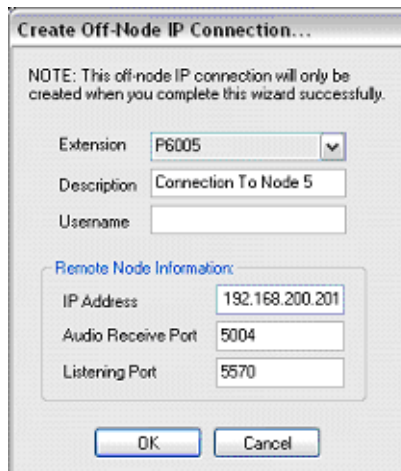 Create Off-Node IP Connection...
NOTE: This off-node IP connection will only be
created when you complete this wizard successfully.
Extension P6005
Description Connection To Node 5
Username
Remote Node Information:
IP Address 192.168.200.201
Audio Receive Port 5004
Listening Port 5570
OK Cancel